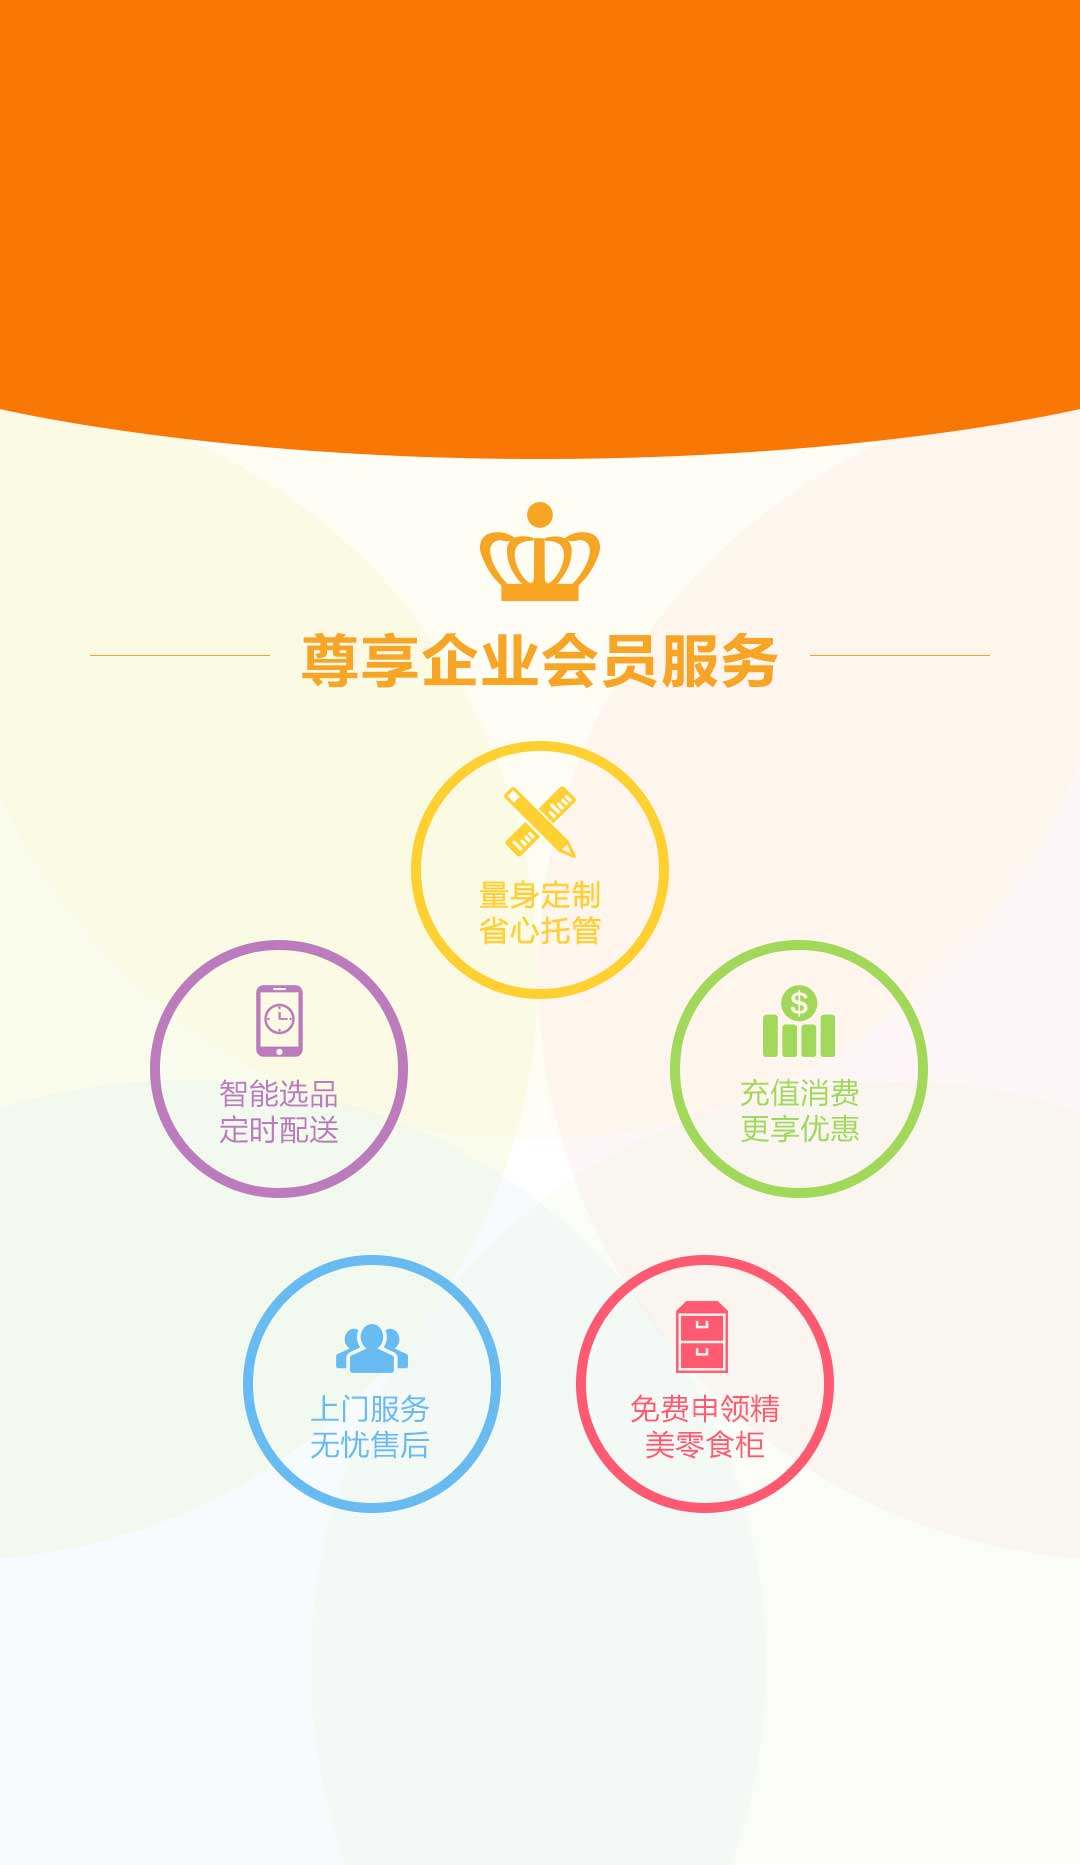 尊享企业会员服务
量身定制
省心托管
智能选品
定时配送
充值消费
更享优惠
上门服务
无忧售后
免费申领精
美零食柜